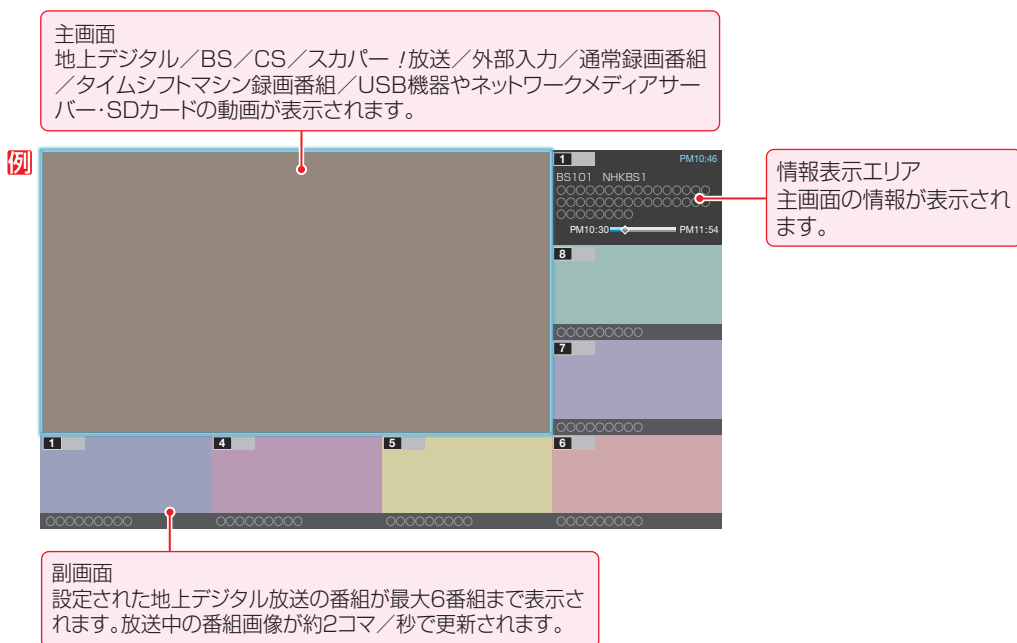 主画面
地上デジタル／BS／CS／スカパー！放送／外部入力／通常録画番組
／タイムシフトマシン録画番組／USB機器やネットワークメディアサー
バー・SDカードの動画が表示されます。
例
1 PM10:46
BS101 NHKBS1
○○○○○○○○○○○○○○○
○○○○○○○○○○○○○○○
○○○○○○○○
PM10:30 PM11:54
情報表示エリア
主画面の情報が表示され
ます。
8
○○○○○○○○○
7
○○○○○○○○○
1 4 5 6
○○○○○○○○○ ○○○○○○○○○ ○○○○○○○○○ ○○○○○○○○○
副画面
設定された地上デジタル放送の番組が最大6番組まで表示さ
れます。放送中の番組画像が約2コマ／秒で更新されます。